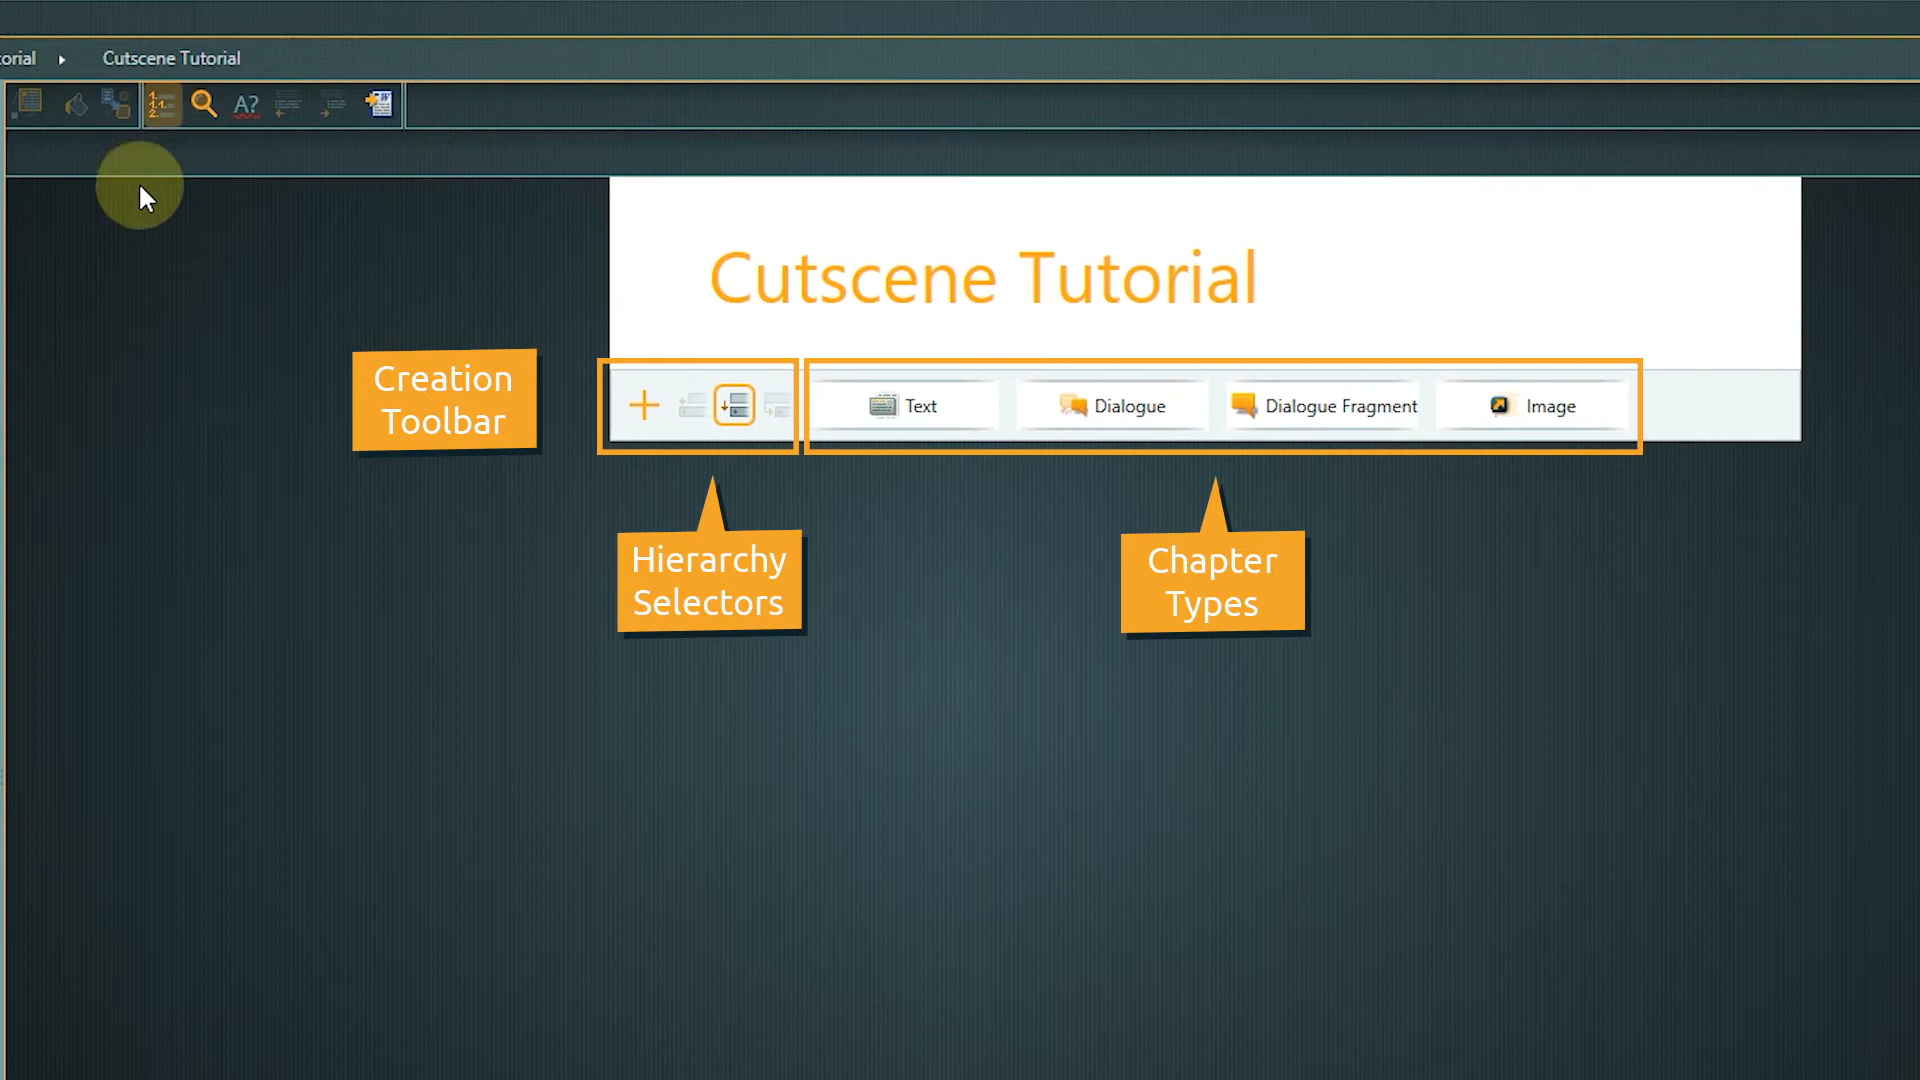 orial
Cutscene Tutorial
A?
Cutscene Tutorial
Creation
Toolbar
Text
Dialogue
Dialogue Fragment
Image
Hierarchy
Selectors
Chapter
Types